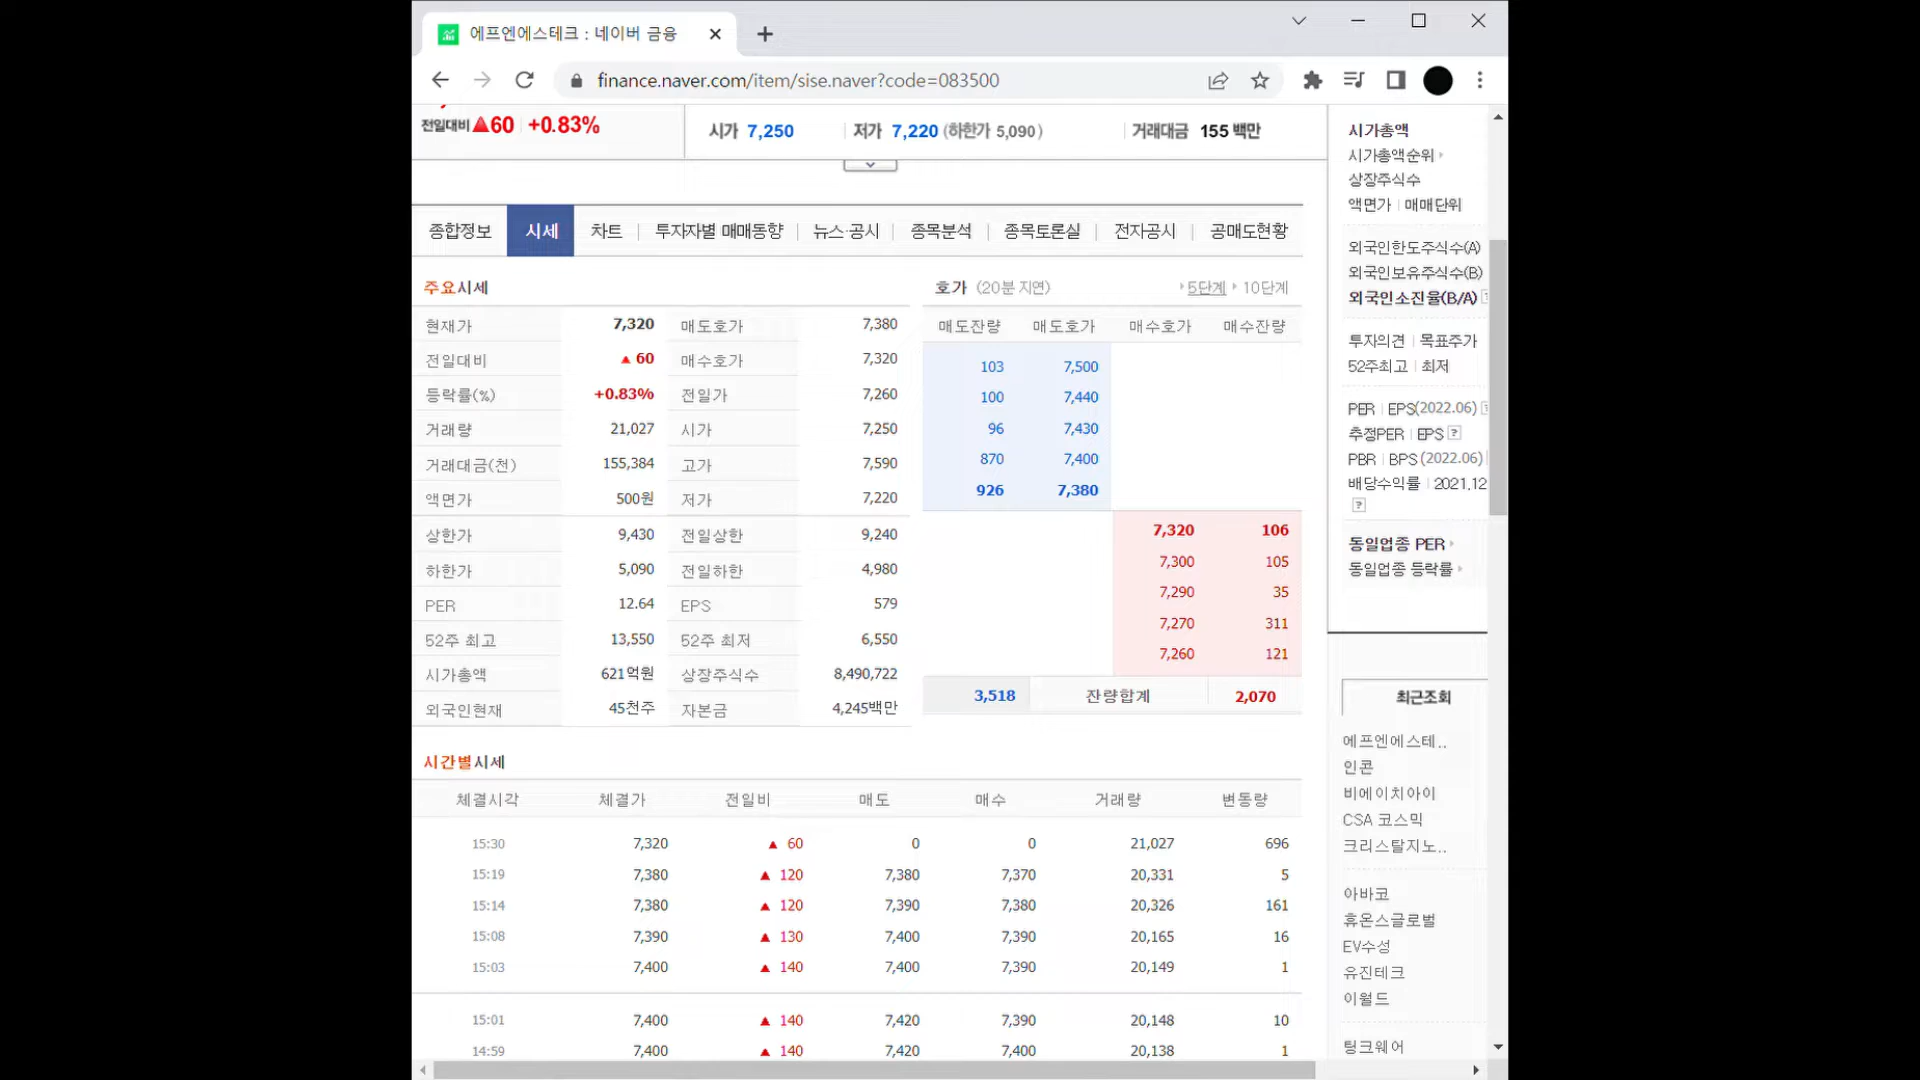 에프엔에스테크 : 네이버 금융
finance.naver.com/item/sise.naver?code=083500
전일대비 ▲60 +0.83%
시가 7,250 저가 7,220 (하한가 5,090) 거래대금 155 백만
종합정보 시세 차트 투자자별 매매동향 뉴스·공시 종목분석 종목토론실 전자공시 공매도현황
주요시세
현재가 7,320 매도호가 7,380
전일대비 ▲ 60 매수호가 7,320
등락률(%) +0.83% 전일가 7,260
거래량 21,027 시가 7,250
거래대금(천) 155,384 고가 7,590
액면가 500원 저가 7,220
상한가 9,430 전일상한 9,240
하한가 5,090 전일하한 4,980
PER 12.64 EPS 579
52주 최고 13,550 52주 최저 6,550
시가총액 621억원 상장주식수 8,490,722
외국인현재 45천주 자본금 4,245백만
호가 (20분 지연) 5단계 10단계
매도잔량 매도호가 매수호가 매수잔량
103 7,500
100 7,440
96 7,430
870 7,400
926 7,380
7,320 106
7,300 105
7,290 35
7,270 311
7,260 121
3,518 잔량합계 2,070
시간별시세
체결시각 체결가 전일비 매도 매수 거래량 변동량
15:30 7,320 ▲ 60 0 0 21,027 696
15:19 7,380 ▲ 120 7,380 7,370 20,331 5
15:14 7,380 ▲ 120 7,390 7,380 20,326 161
15:08 7,390 ▲ 130 7,400 7,390 20,165 16
15:03 7,400 ▲ 140 7,400 7,390 20,149 1
15:01 7,400 ▲ 140 7,420 7,390 20,148 10
14:59 7,400 ▲ 140 7,420 7,400 20,138 1
시가총액
시가총액순위
상장주식수
액면가 | 매매단위
외국인한도주식수(A)
외국인보유주식수(B)
외국인소진율(B/A) ?
투자의견 | 목표주가
52주최고 | 최저
PER | EPS(2022.06) ?
추정PER | EPS ?
PBR | BPS (2022.06)
배당수익률 | 2021.12
?
동일업종 PER
동일업종 등락률
최근조회
에프엔에스테..
인콘
비에이치아이
CSA 코스믹
크리스탈지노..
아바코
휴온스글로벌
EV수성
유진테크
이월드
팅크웨어